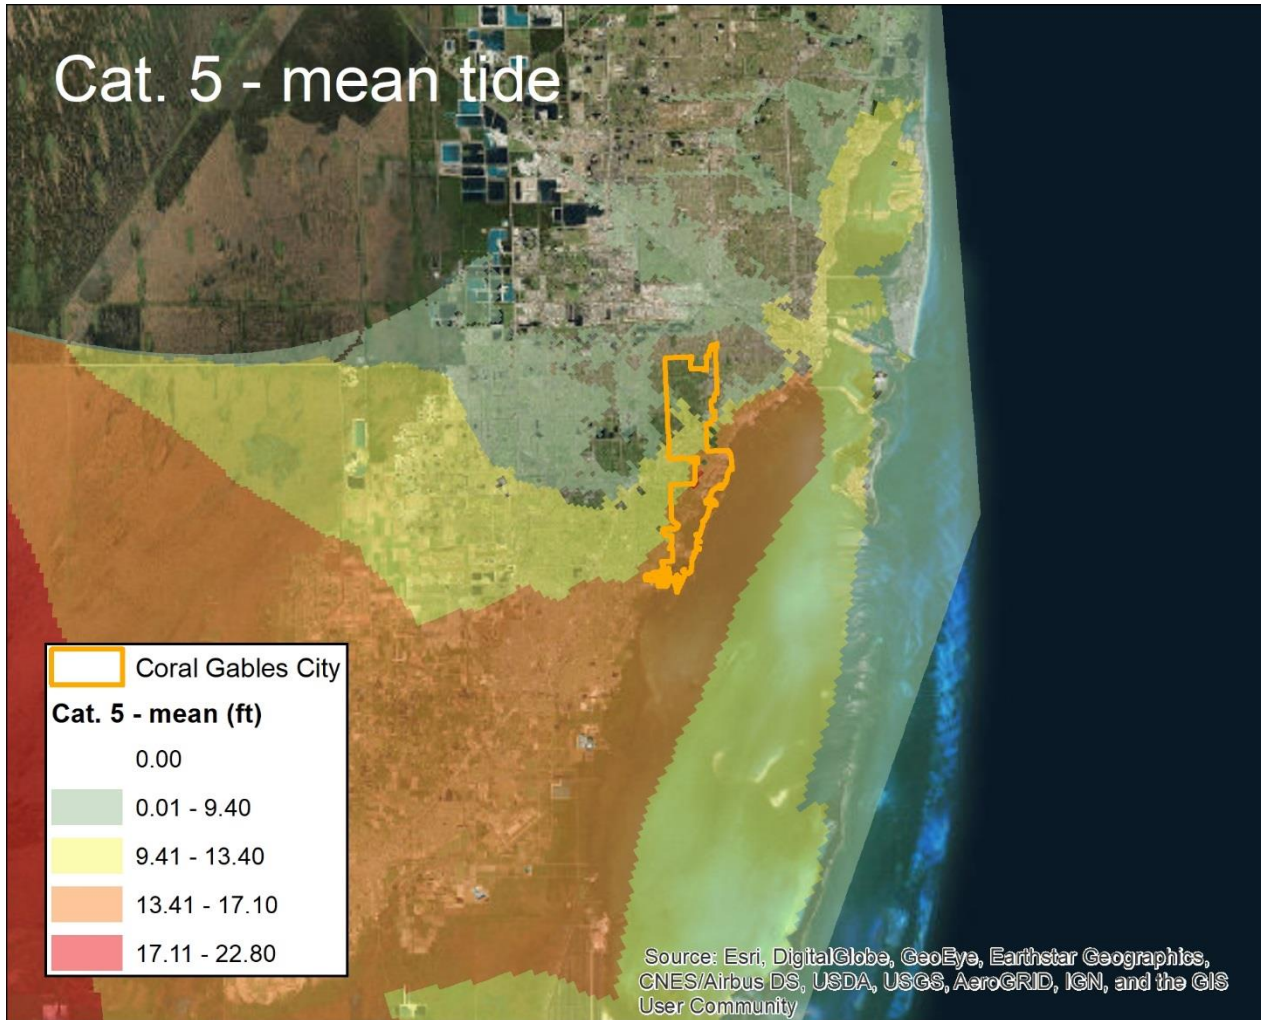 Cat. 5 - mean tide
Coral Gables City
Cat. 5 - mean (ft)
0.00
0.01 - 9.40
9.41 - 13.40
13.41 - 17.10
17.11 - 22.80
Source: Esri, DigitalGlobe, GeoEye, Earthstar Geographics,
CNES/Airbus DS, USDA, USGS, AeroGRID, IGN, and the GIS
User Community